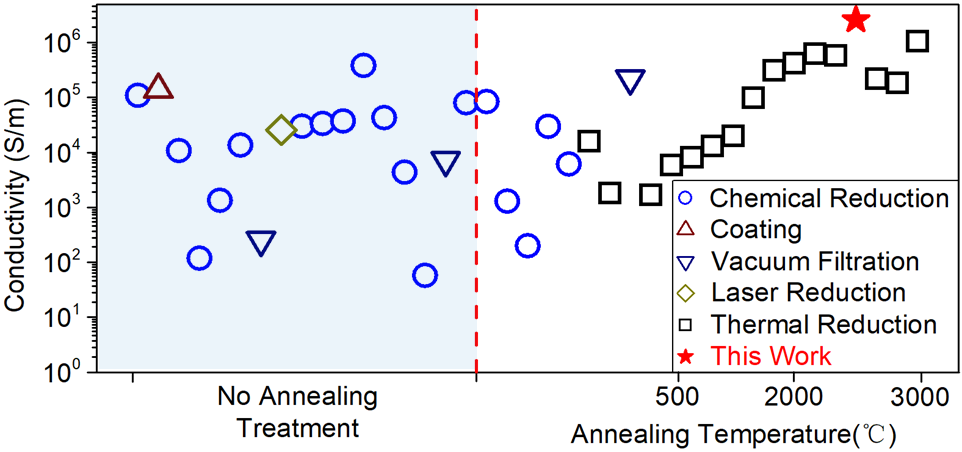 Conductivity (S/m)
10⁶
10⁵
10⁴
10³
10²
10¹
10⁰
Chemical Reduction
Coating
Vacuum Filtration
Laser Reduction
Thermal Reduction
This Work
No Annealing
Treatment
500
2000
3000
Annealing Temperature(℃)